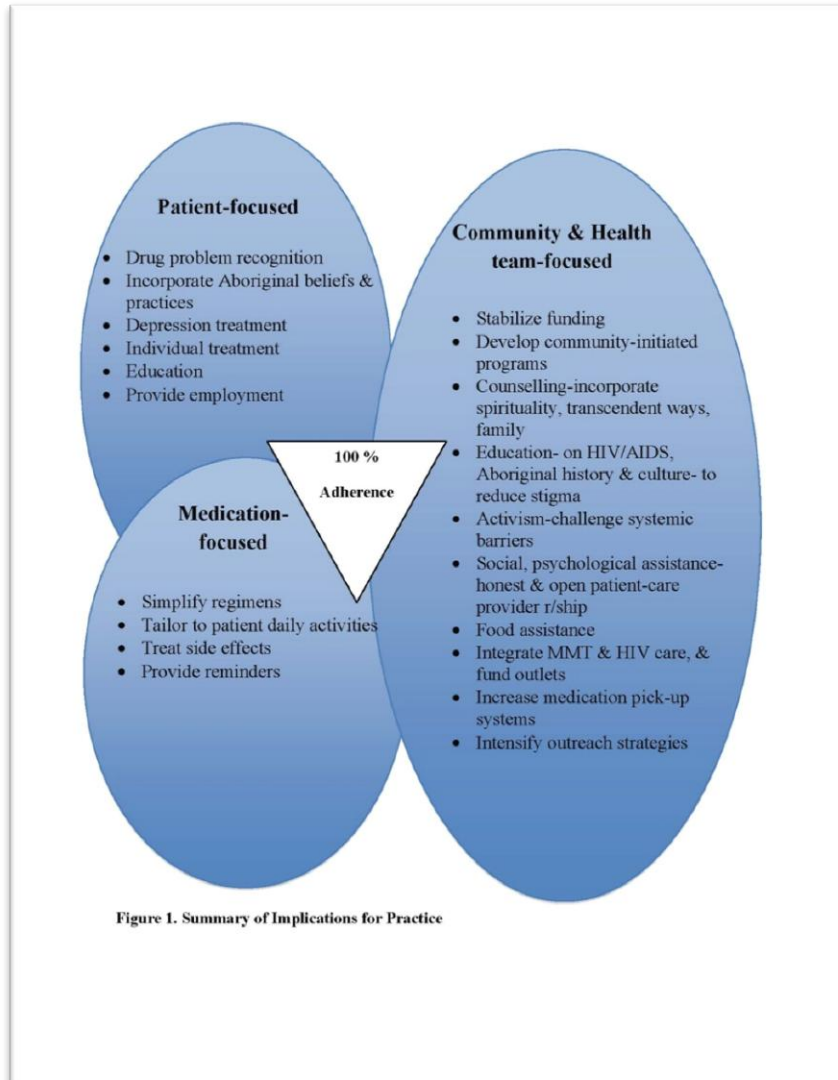 Patient-focused
• Drug problem recognition
• Incorporate Aboriginal beliefs &
practices
• Depression treatment
• Individual treatment
• Education
• Provide employment
Community & Health
team-focused
• Stabilize funding
• Develop community-initiated
programs
• Counselling-incorporate
spirituality, transcendent ways,
family
• Education- on HIV/AIDS,
Aboriginal history & culture- to
reduce stigma
• Activism-challenge systemic
barriers
• Social, psychological assistance-
honest & open patient-care
provider r/ship
• Food assistance
• Integrate MMT & HIV care, &
fund outlets
• Increase medication pick-up
systems
• Intensify outreach strategies
100 %
Adherence
Medication-
focused
• Simplify regimens
• Tailor to patient daily activities
• Treat side effects
• Provide reminders
Figure 1. Summary of Implications for Practice